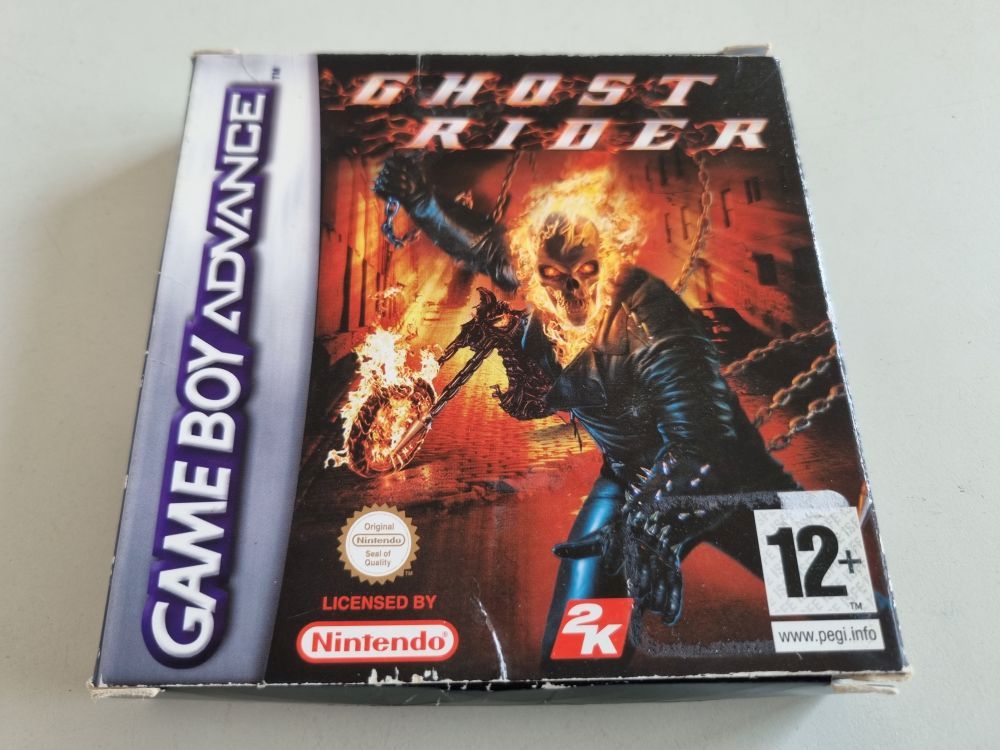 GAME BOY ADVANCE™
GHOST
RIDER
Original
Nintendo
Seal of
Quality
TM
LICENSED BY
Nintendo®
2K
12+
TM
www.pegi.info